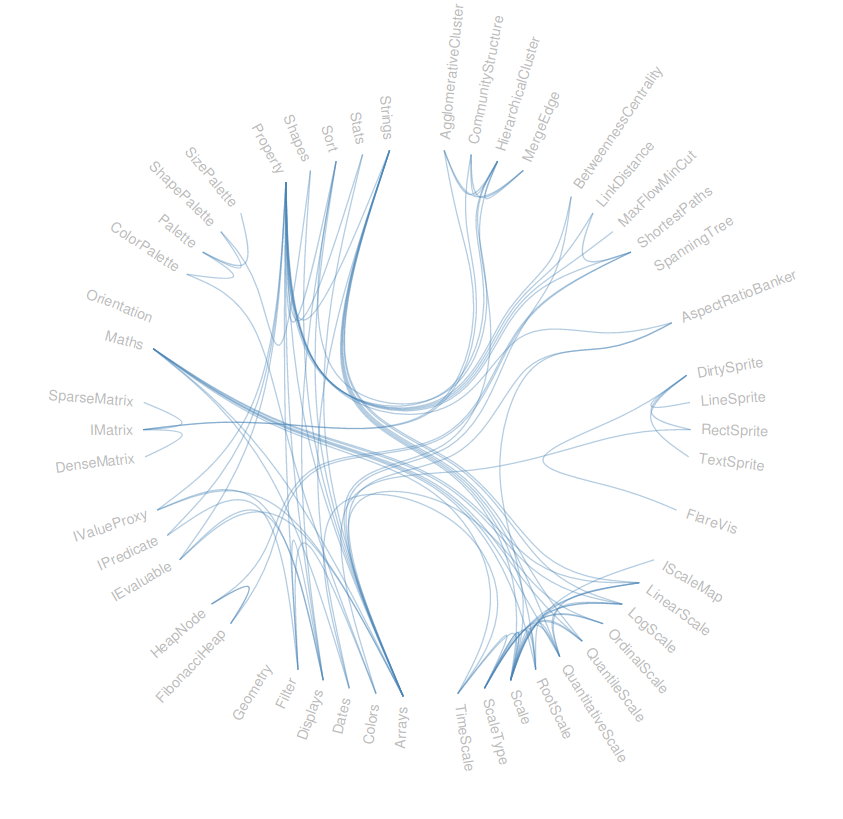 AgglomerativeCluster
CommunityStructure
HierarchicalCluster
MergeEdge
BetweennessCentrality
LinkDistance
MaxFlowMinCut
ShortestPaths
SpanningTree
AspectRatioBanker
DirtySprite
LineSprite
RectSprite
TextSprite
FlareVis
IScaleMap
LinearScale
LogScale
OrdinalScale
QuantileScale
QuantitativeScale
RootScale
Scale
ScaleType
TimeScale
Arrays
Colors
Dates
Displays
Filter
Geometry
FibonacciHeap
HeapNode
IEvaluable
IPredicate
IValueProxy
DenseMatrix
IMatrix
SparseMatrix
Maths
Orientation
ColorPalette
Palette
ShapePalette
SizePalette
Property
Shapes
Sort
Stats
Strings